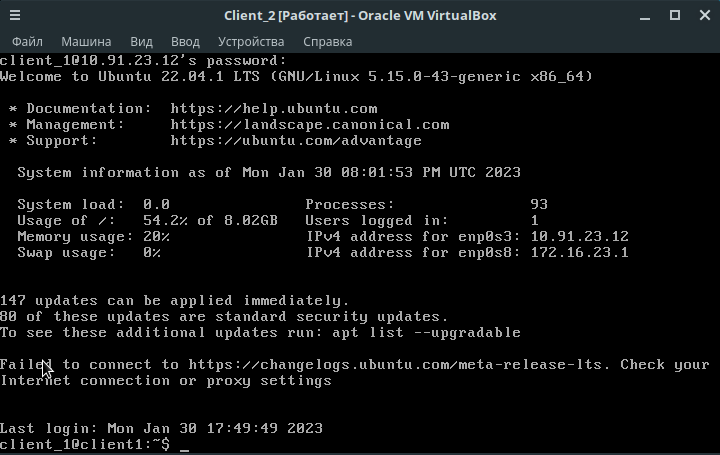 Client_2 [Работает] - Oracle VM VirtualBox
Файл Машина Вид Ввод Устройства Справка
client_1@10.91.23.12's password:
Welcome to Ubuntu 22.04.1 LTS (GNU/Linux 5.15.0-43-generic x86_64)
* Documentation: https://help.ubuntu.com
* Management: https://landscape.canonical.com
* Support: https://ubuntu.com/advantage
System information as of Mon Jan 30 08:01:53 PM UTC 2023
System load: 0.0 Processes: 93
Usage of /: 54.2% of 8.02GB Users logged in: 1
Memory usage: 20% IPv4 address for enp0s3: 10.91.23.12
Swap usage: 0% IPv4 address for enp0s8: 172.16.23.1
147 updates can be applied immediately.
80 of these updates are standard security updates.
To see these additional updates run: apt list --upgradable
Failed to connect to https://changelogs.ubuntu.com/meta-release-lts. Check your
Internet connection or proxy settings
Last login: Mon Jan 30 17:49:49 2023
client_1@client1:~$ _